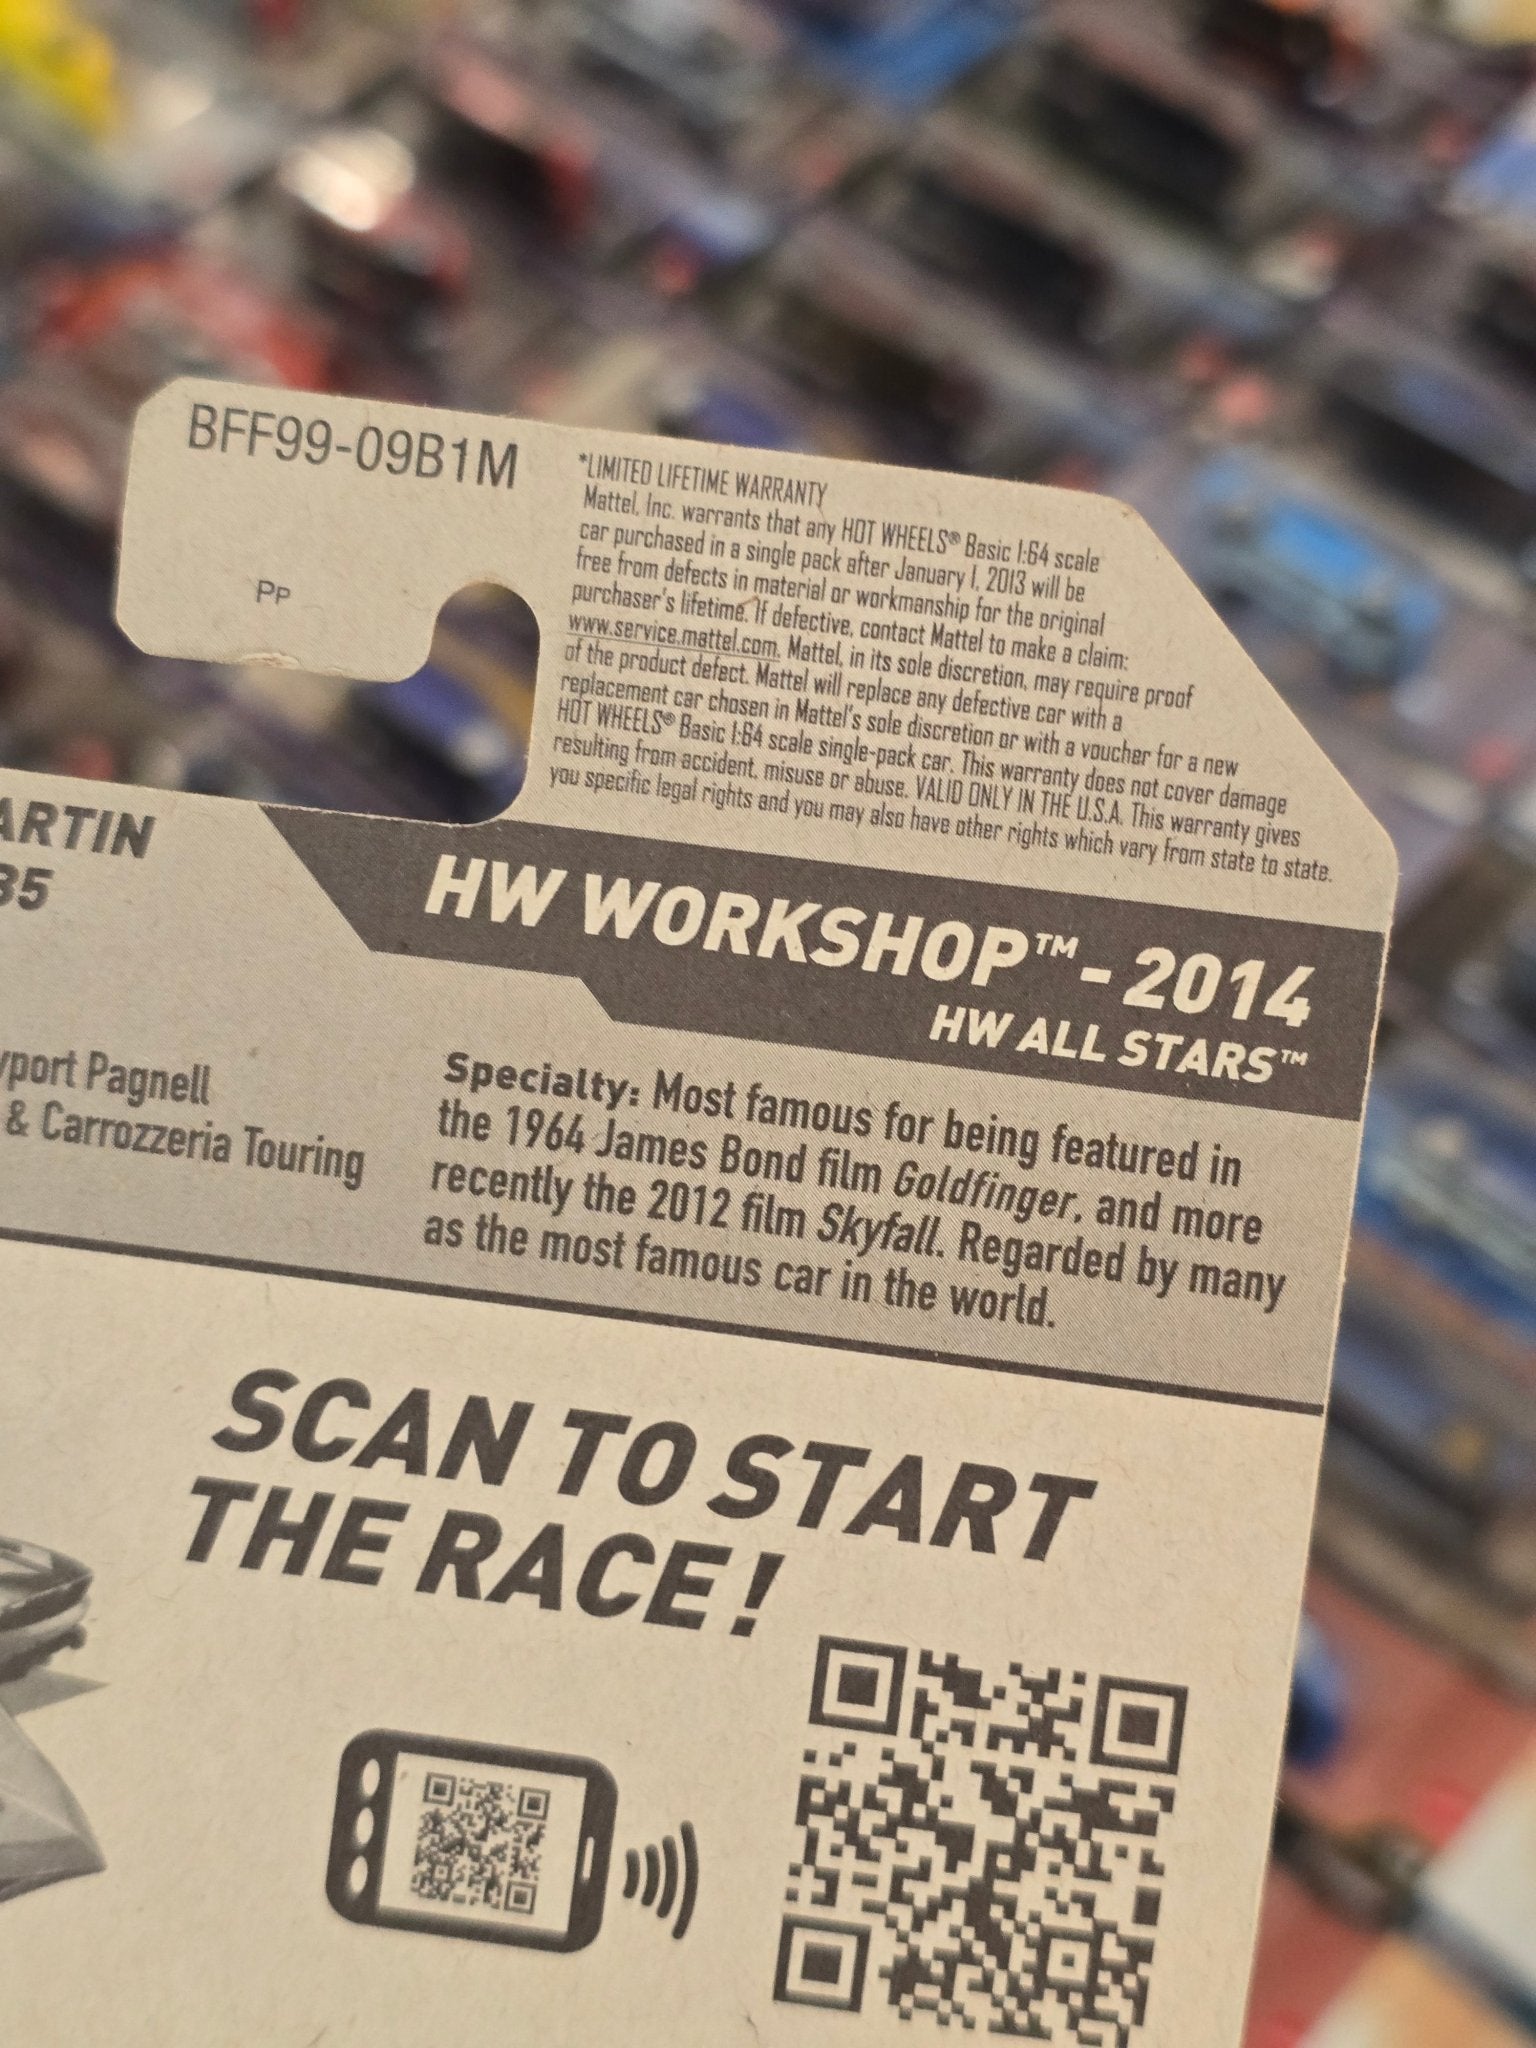 BFF99-09B1M
PP
*LIMITED LIFETIME WARRANTY
Mattel, Inc. warrants that any HOT WHEELS® Basic 1:64 scale
car purchased in a single pack after January 1, 2013 will be
free from defects in material or workmanship for the original
purchaser's lifetime. If defective, contact Mattel to make a claim:
www.service.mattel.com. Mattel, in its sole discretion, may require proof
of the product defect. Mattel will replace any defective car with a
replacement car chosen in Mattel's sole discretion or with a voucher for a new
HOT WHEELS® Basic 1:64 scale single-pack car. This warranty does not cover damage
resulting from accident, misuse or abuse. VALID ONLY IN THE U.S.A. This warranty gives
you specific legal rights and you may also have other rights which vary from state to state.
ARTIN
35
HW WORKSHOP™ - 2014
HW ALL STARS™
yport Pagnell
& Carrozzeria Touring
Specialty: Most famous for being featured in
the 1964 James Bond film Goldfinger, and more
recently the 2012 film Skyfall. Regarded by many
as the most famous car in the world.
SCAN TO START
THE RACE!